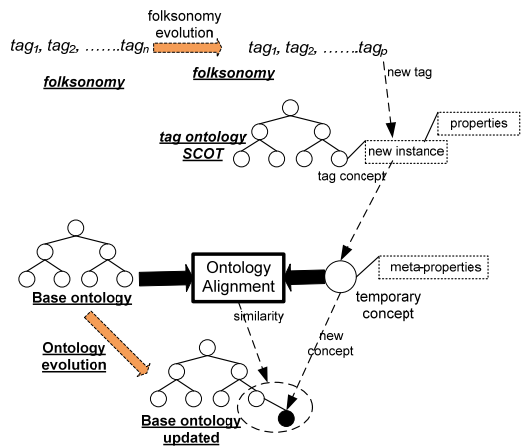 folksonomy
evolution
tag1, tag2, .......tagn
tag1, tag2, .......tagp
folksonomy
folksonomy
new tag
properties
tag ontology
SCOT
new instance
tag concept
Ontology
Alignment
meta-properties
Base ontology
temporary
concept
similarity
new
concept
Ontology
evolution
Base ontology
updated